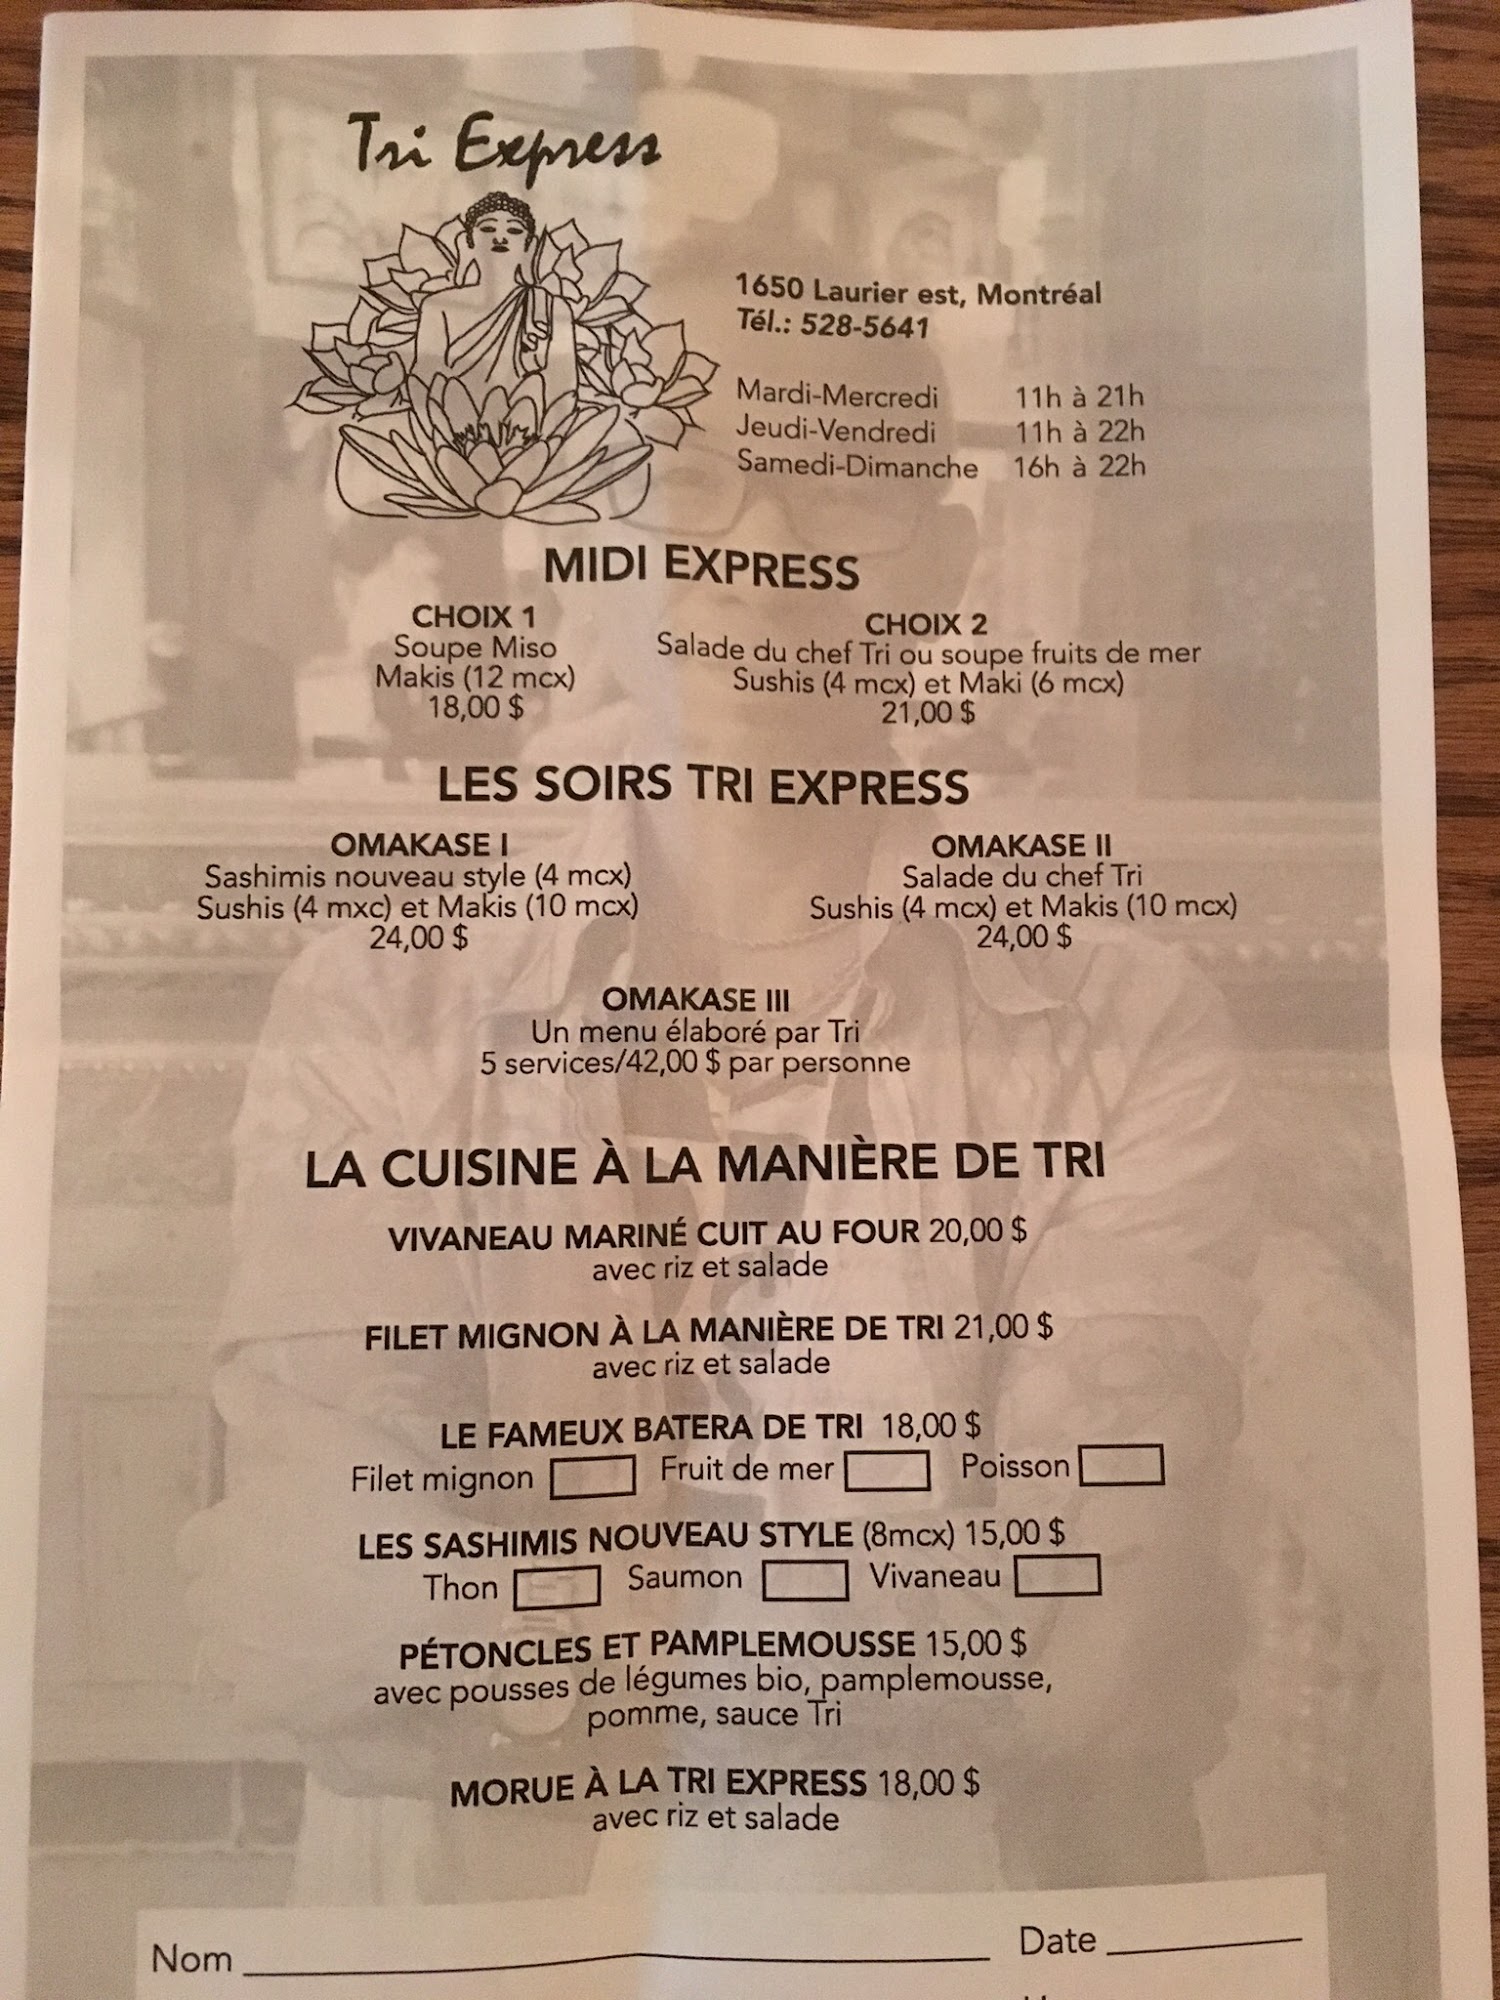 Tri Express
1650 Laurier est, Montréal
Tél.: 528-5641
Mardi-Mercredi 11h à 21h
Jeudi-Vendredi 11h à 22h
Samedi-Dimanche 16h à 22h
MIDI EXPRESS
CHOIX 1
Soupe Miso
Makis (12 mcx)
18,00 $
CHOIX 2
Salade du chef Tri ou soupe fruits de mer
Sushis (4 mcx) et Maki (6 mcx)
21,00 $
LES SOIRS TRI EXPRESS
OMAKASE I
Sashimis nouveau style (4 mcx)
Sushis (4 mxc) et Makis (10 mcx)
24,00 $
OMAKASE II
Salade du chef Tri
Sushis (4 mcx) et Makis (10 mcx)
24,00 $
OMAKASE III
Un menu élaboré par Tri
5 services/42,00 $ par personne
LA CUISINE À LA MANIÈRE DE TRI
VIVANEAU MARINÉ CUIT AU FOUR 20,00 $
avec riz et salade
FILET MIGNON À LA MANIÈRE DE TRI 21,00 $
avec riz et salade
LE FAMEUX BATERA DE TRI 18,00 $
Filet mignon Fruit de mer Poisson
LES SASHIMIS NOUVEAU STYLE (8mcx) 15,00 $
Thon Saumon Vivaneau
PÉTONCLES ET PAMPLEMOUSSE 15,00 $
avec pousses de légumes bio, pamplemousse,
pomme, sauce Tri
MORUE À LA TRI EXPRESS 18,00 $
avec riz et salade
Nom Date